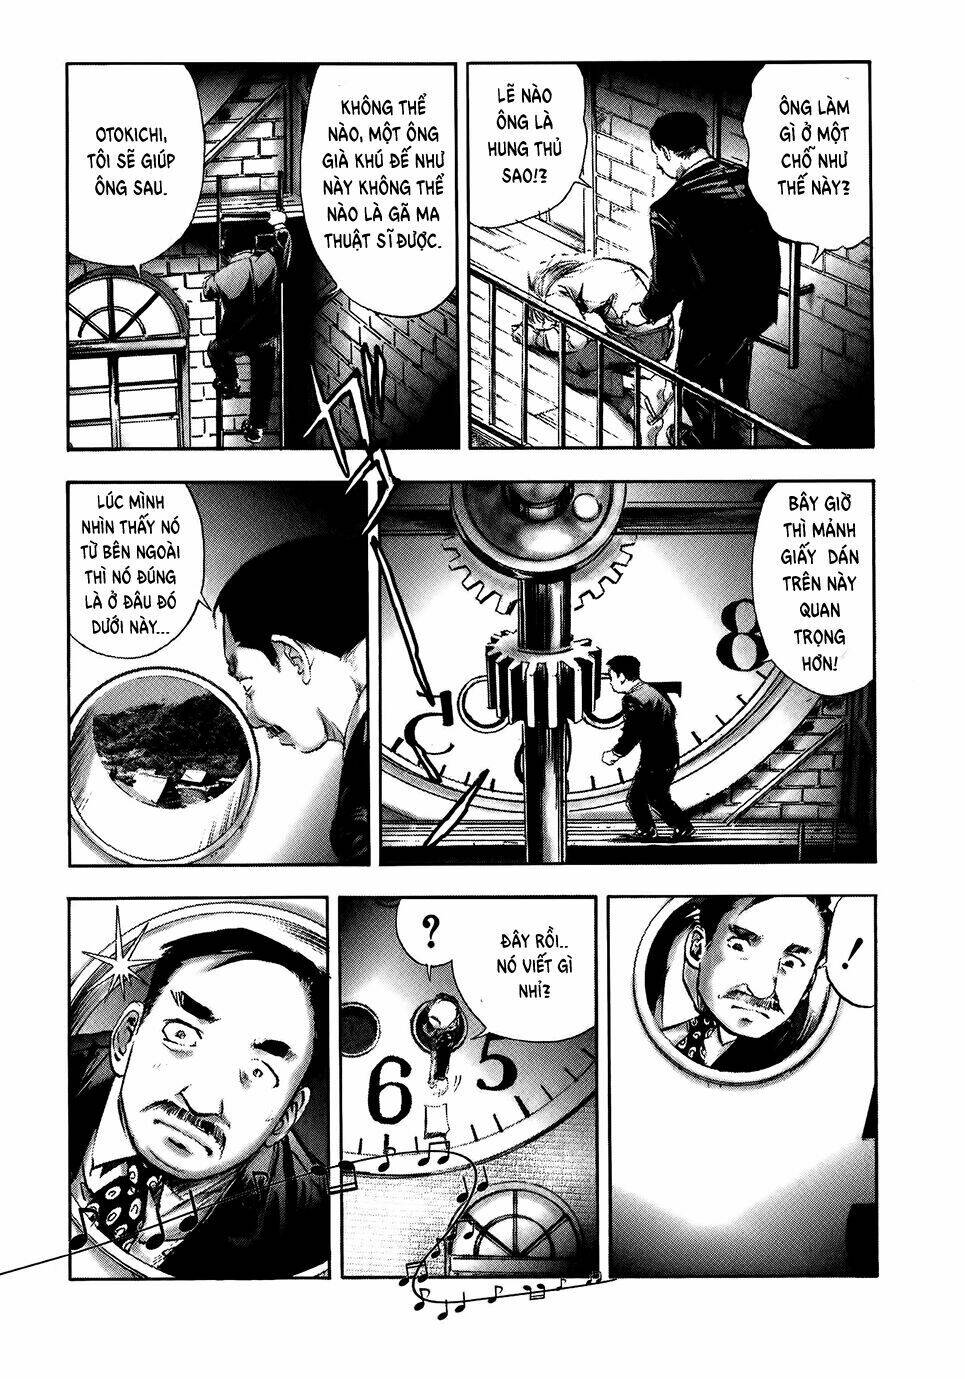 ÔNG LÀM
GÌ Ở MỘT
CHỖ NHƯ
THẾ NÀY?
LẼ NÀO
ÔNG LÀ
HUNG THỦ
SAO!?
KHÔNG THỂ
NÀO, MỘT ÔNG
GIÀ KHÚ ĐẾ NHƯ
NÀY KHÔNG THỂ
NÀO LÀ GÃ MA
THUẬT SĨ ĐƯỢC.
OTOKICHI,
TÔI SẼ GIÚP
ÔNG SAU.
BÂY GIỜ
THÌ MẢNH
GIẤY DÁN
TRÊN NÀY
QUAN
TRỌNG
HƠN!
8
LÚC MÌNH
NHÌN THẤY NÓ
TỪ BÊN NGOÀI
THÌ NÓ ĐÚNG
LÀ Ở ĐÂU ĐÓ
DƯỚI NÀY...
!
?
ĐÂY RỒI..
NÓ VIẾT GÌ
NHỈ?
6 5